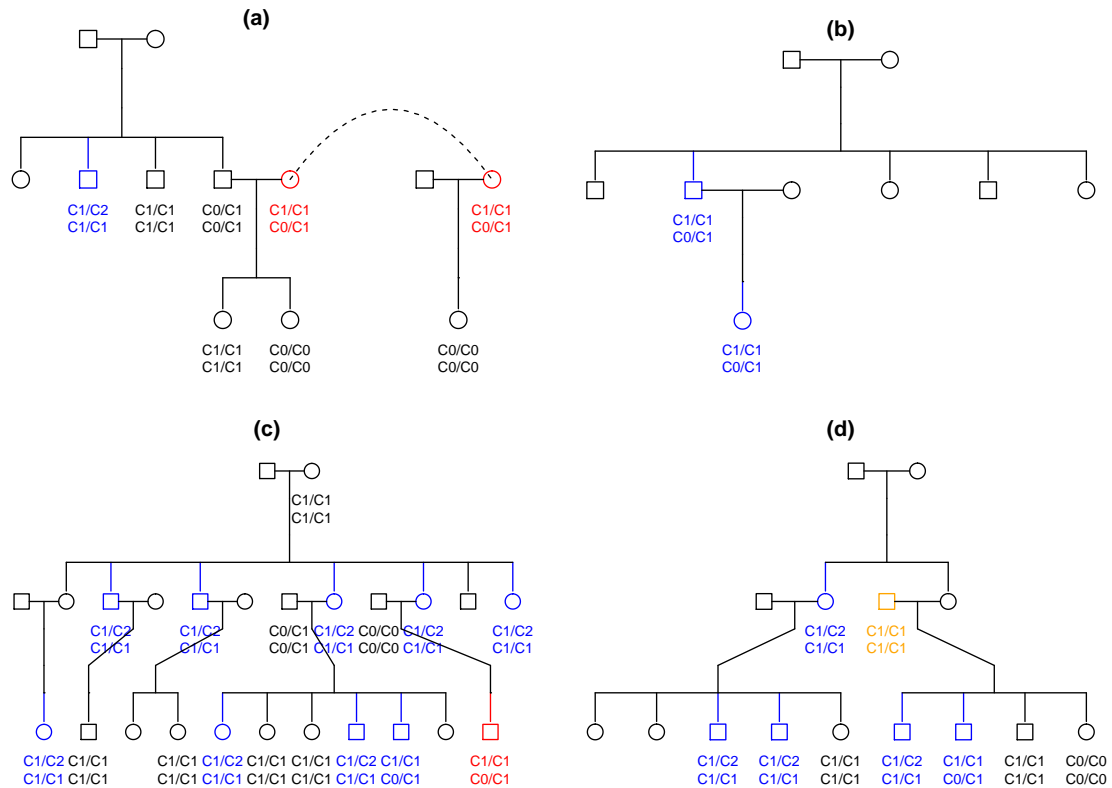 (a)
C1/C2 C1/C1 C0/C1 C1/C1 C1/C1
C1/C1 C1/C1 C0/C1 C0/C1 C0/C1
C1/C1 C0/C0 C0/C0
C1/C1 C0/C0 C0/C0
(b)
C1/C1
C0/C1
C1/C1
C0/C1
(c)
C1/C1
C1/C1
C1/C2 C1/C2 C0/C1 C1/C2 C0/C0 C1/C2 C1/C2
C1/C1 C1/C1 C0/C1 C1/C1 C0/C0 C1/C1 C1/C1
C1/C2 C1/C1 C1/C1 C1/C2 C1/C1 C1/C1 C1/C2 C1/C1 C1/C1
C1/C1 C1/C1 C1/C1 C1/C1 C1/C1 C1/C1 C1/C1 C0/C1 C0/C1
(d)
C1/C2 C1/C1
C1/C1 C1/C1
C1/C2 C1/C2 C1/C1 C1/C2 C1/C1 C1/C1 C0/C0
C1/C1 C1/C1 C1/C1 C1/C1 C0/C1 C1/C1 C0/C0